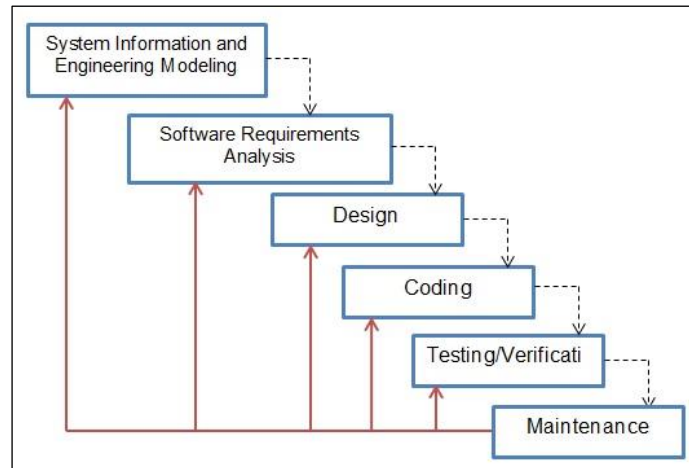 System Information and
Engineering Modeling
Software Requirements
Analysis
Design
Coding
Testing/Verificati
Maintenance